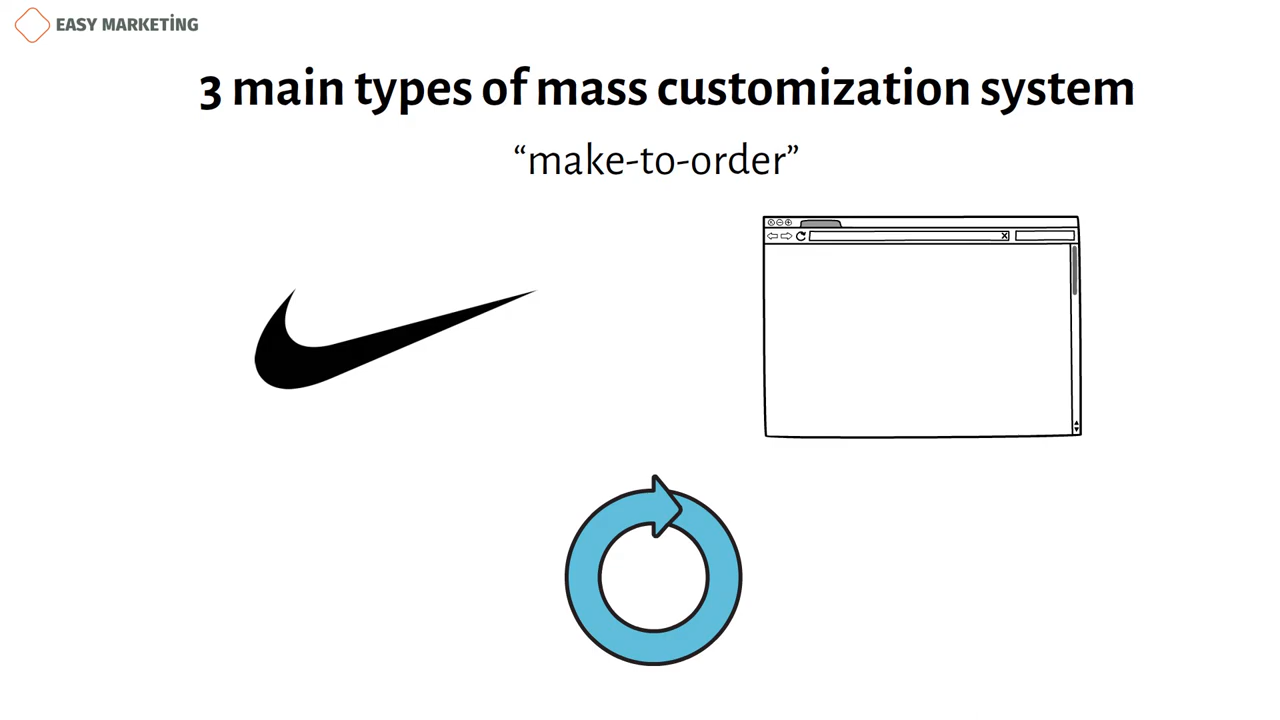 EASY MARKETİNG
3 main types of mass customization system
“make-to-order”